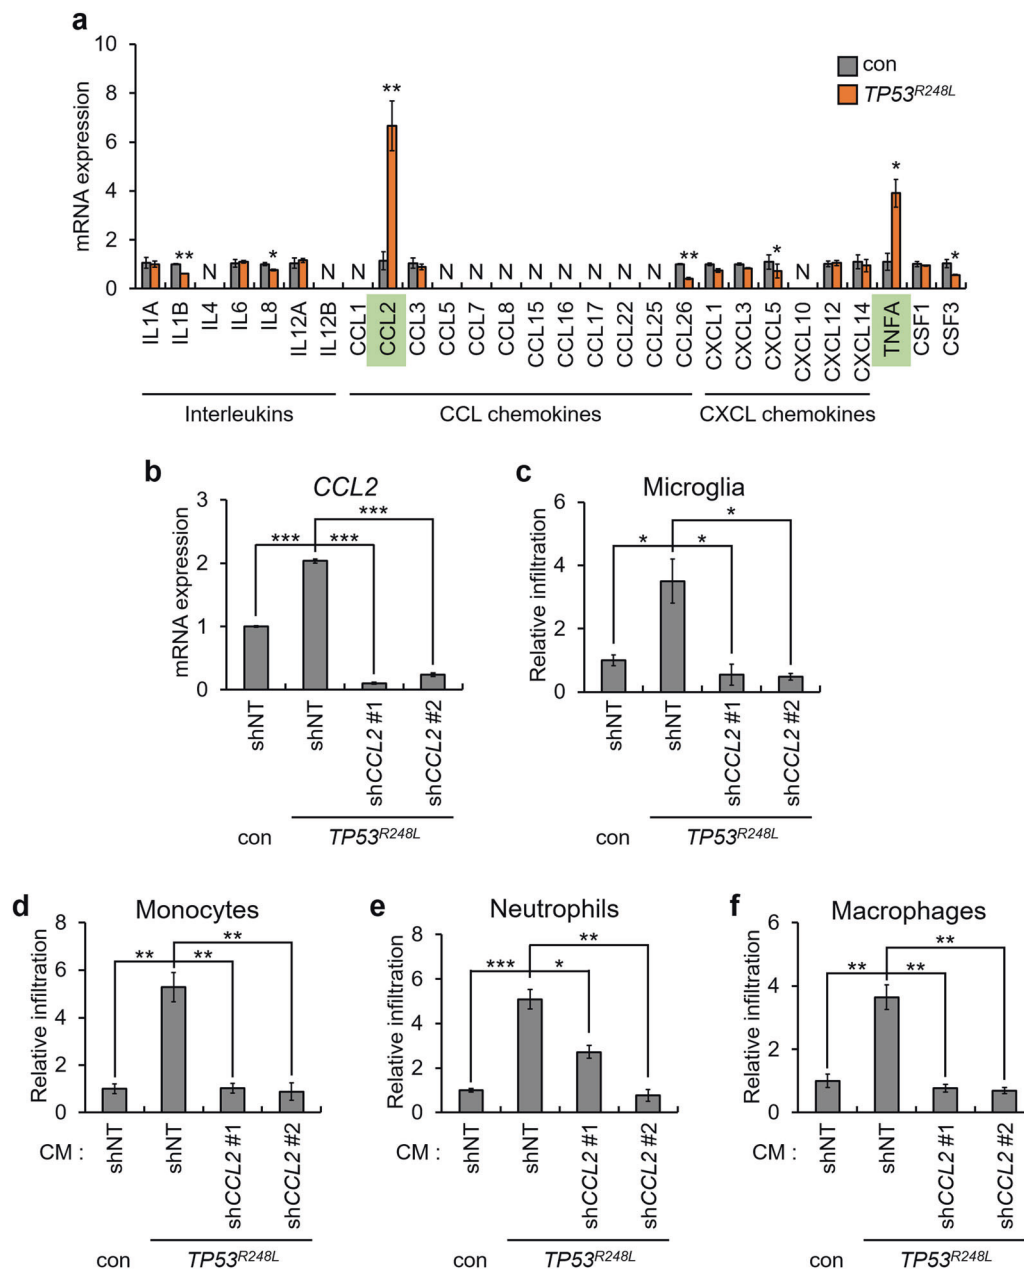 a
10
8
6
4
2
0
mRNA expression
con
TP53R248L
**
**
*
**
*
*
*
N N N N N N N N N N N N N
IL1A IL1B IL4 IL6 IL8 IL12A IL12B CCL1 CCL2 CCL3 CCL5 CCL7 CCL8 CCL15 CCL16 CCL17 CCL22 CCL25 CCL26 CXCL1 CXCL3 CXCL5 CXCL10 CXCL12 CXCL14 TNFA CSF1 CSF3
Interleukins CCL chemokines CXCL chemokines
b
CCL2
3
2
1
0
mRNA expression
***
*** ***
shNT shNT shCCL2 #1 shCCL2 #2
con TP53R248L
c
Microglia
6
4
2
0
Relative infiltration
*
* *
shNT shNT shCCL2 #1 shCCL2 #2
con TP53R248L
d
Monocytes
8
6
4
2
0
Relative infiltration
**
** **
CM : shNT shNT shCCL2 #1 shCCL2 #2
con TP53R248L
e
Neutrophils
8
6
4
2
0
Relative infiltration
**
*** *
CM : shNT shNT shCCL2 #1 shCCL2 #2
con TP53R248L
f
Macrophages
6
4
2
0
Relative infiltration
**
** **
CM : shNT shNT shCCL2 #1 shCCL2 #2
con TP53R248L